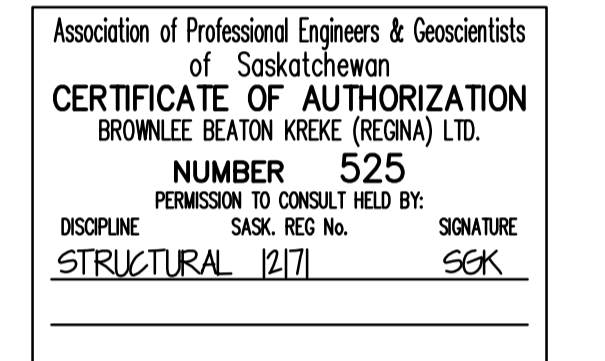 Association of Professional Engineers & Geoscientists
of Saskatchewan
CERTIFICATE OF AUTHORIZATION
BROWNLEE BEATON KREKE (REGINA) LTD.
NUMBER 525
PERMISSION TO CONSULT HELD BY:
DISCIPLINE SASK. REG No. SIGNATURE
STRUCTURAL 12171 SGK